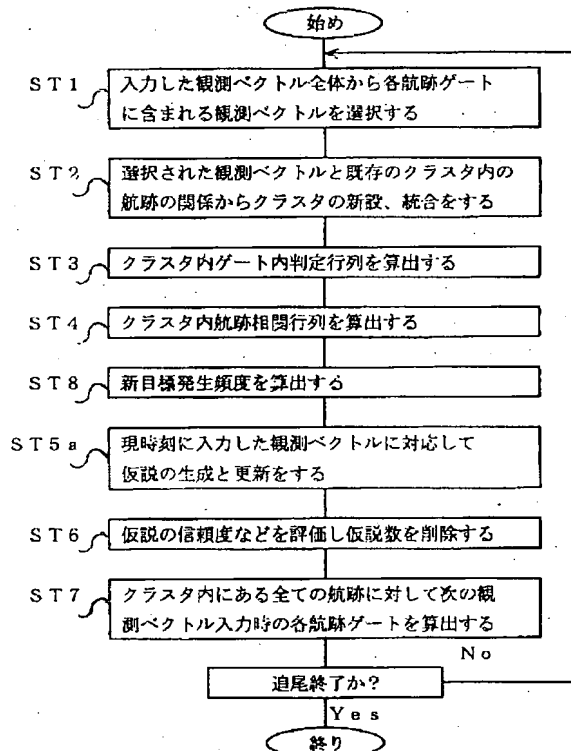 始め
ST1
入力した観測ベクトル全体から各航跡ゲート
に含まれる観測ベクトルを選択する
ST2
選択された観測ベクトルと既存のクラスタ内の
航跡の関係からクラスタの新設、統合をする
ST3
クラスタ内ゲート内判定行列を算出する
ST4
クラスタ内航跡相関行列を算出する
ST8
新目標発生頻度を算出する
ST5a
現時刻に入力した観測ベクトルに対応して
仮説の生成と更新をする
ST6
仮説の信頼度などを評価し仮説数を削除する
ST7
クラスタ内にある全ての航跡に対して次の観
測ベクトル入力時の各航跡ゲートを算出する
No
追尾終了か?
Yes
終り